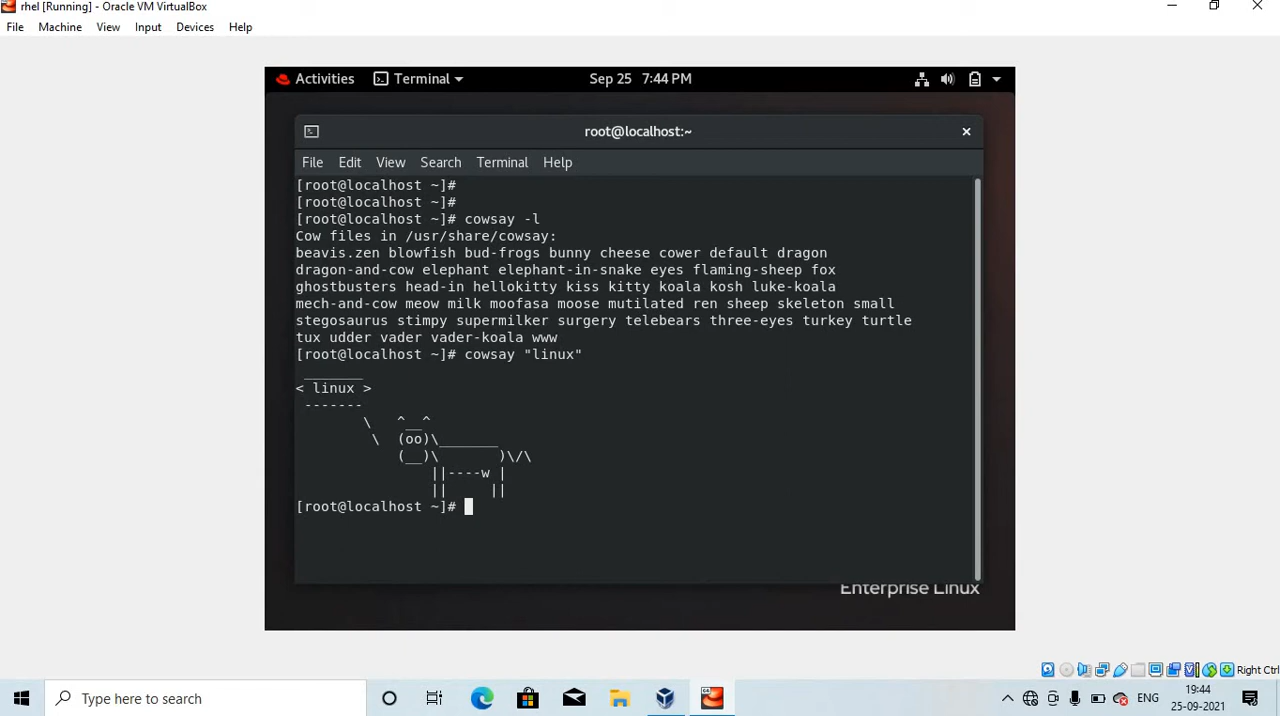 rhel [Running] - Oracle VM VirtualBox
File Machine View Input Devices Help
Activities Terminal Sep 25 7:44 PM
root@localhost:~
File Edit View Search Terminal Help
[root@localhost ~]#
[root@localhost ~]#
[root@localhost ~]# cowsay -l
Cow files in /usr/share/cowsay:
beavis.zen blowfish bud-frogs bunny cheese cower default dragon
dragon-and-cow elephant elephant-in-snake eyes flaming-sheep fox
ghostbusters head-in hellokitty kiss kitty koala kosh luke-koala
mech-and-cow meow milk moofasa moose mutilated ren sheep skeleton small
stegosaurus stimpy supermilker surgery telebears three-eyes turkey turtle
tux udder vader vader-koala www
[root@localhost ~]# cowsay "linux"
 _______
< linux >
 -------
        \   ^__^
         \  (oo)\_______
            (__)\       )\/\
                ||----w |
                ||     ||
[root@localhost ~]#
Enterprise Linux
Right Ctrl
Type here to search
ENG
19:44
25-09-2021